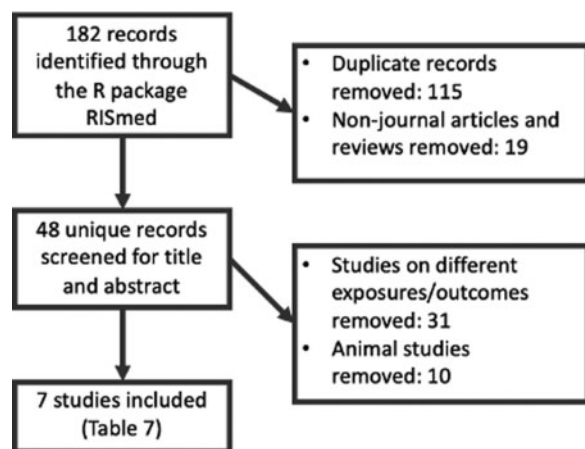 182 records
identified through
the R package
RISmed
• Duplicate records
removed: 115
• Non-journal articles and
reviews removed: 19
48 unique records
screened for title
and abstract
• Studies on different
exposures/outcomes
removed: 31
• Animal studies
removed: 10
7 studies included
(Table 7)